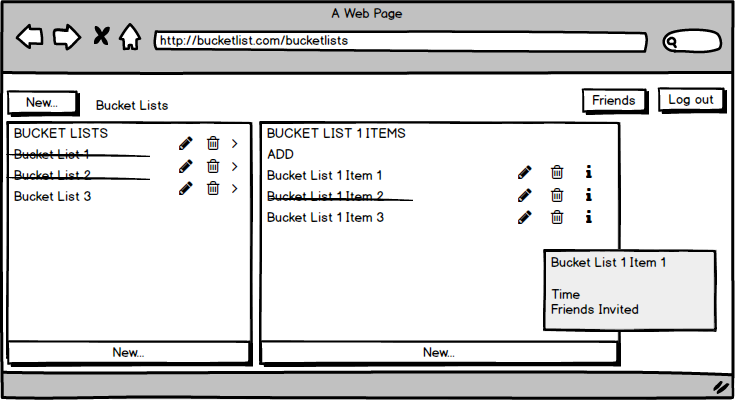 A Web Page
http://bucketlist.com/bucketlists
New...
Bucket Lists
Friends
Log out
BUCKET LISTS
Bucket List 1
Bucket List 2
Bucket List 3
New...
BUCKET LIST 1 ITEMS
ADD
Bucket List 1 Item 1
Bucket List 1 Item 2
Bucket List 1 Item 3
New...
Bucket List 1 Item 1
Time
Friends Invited